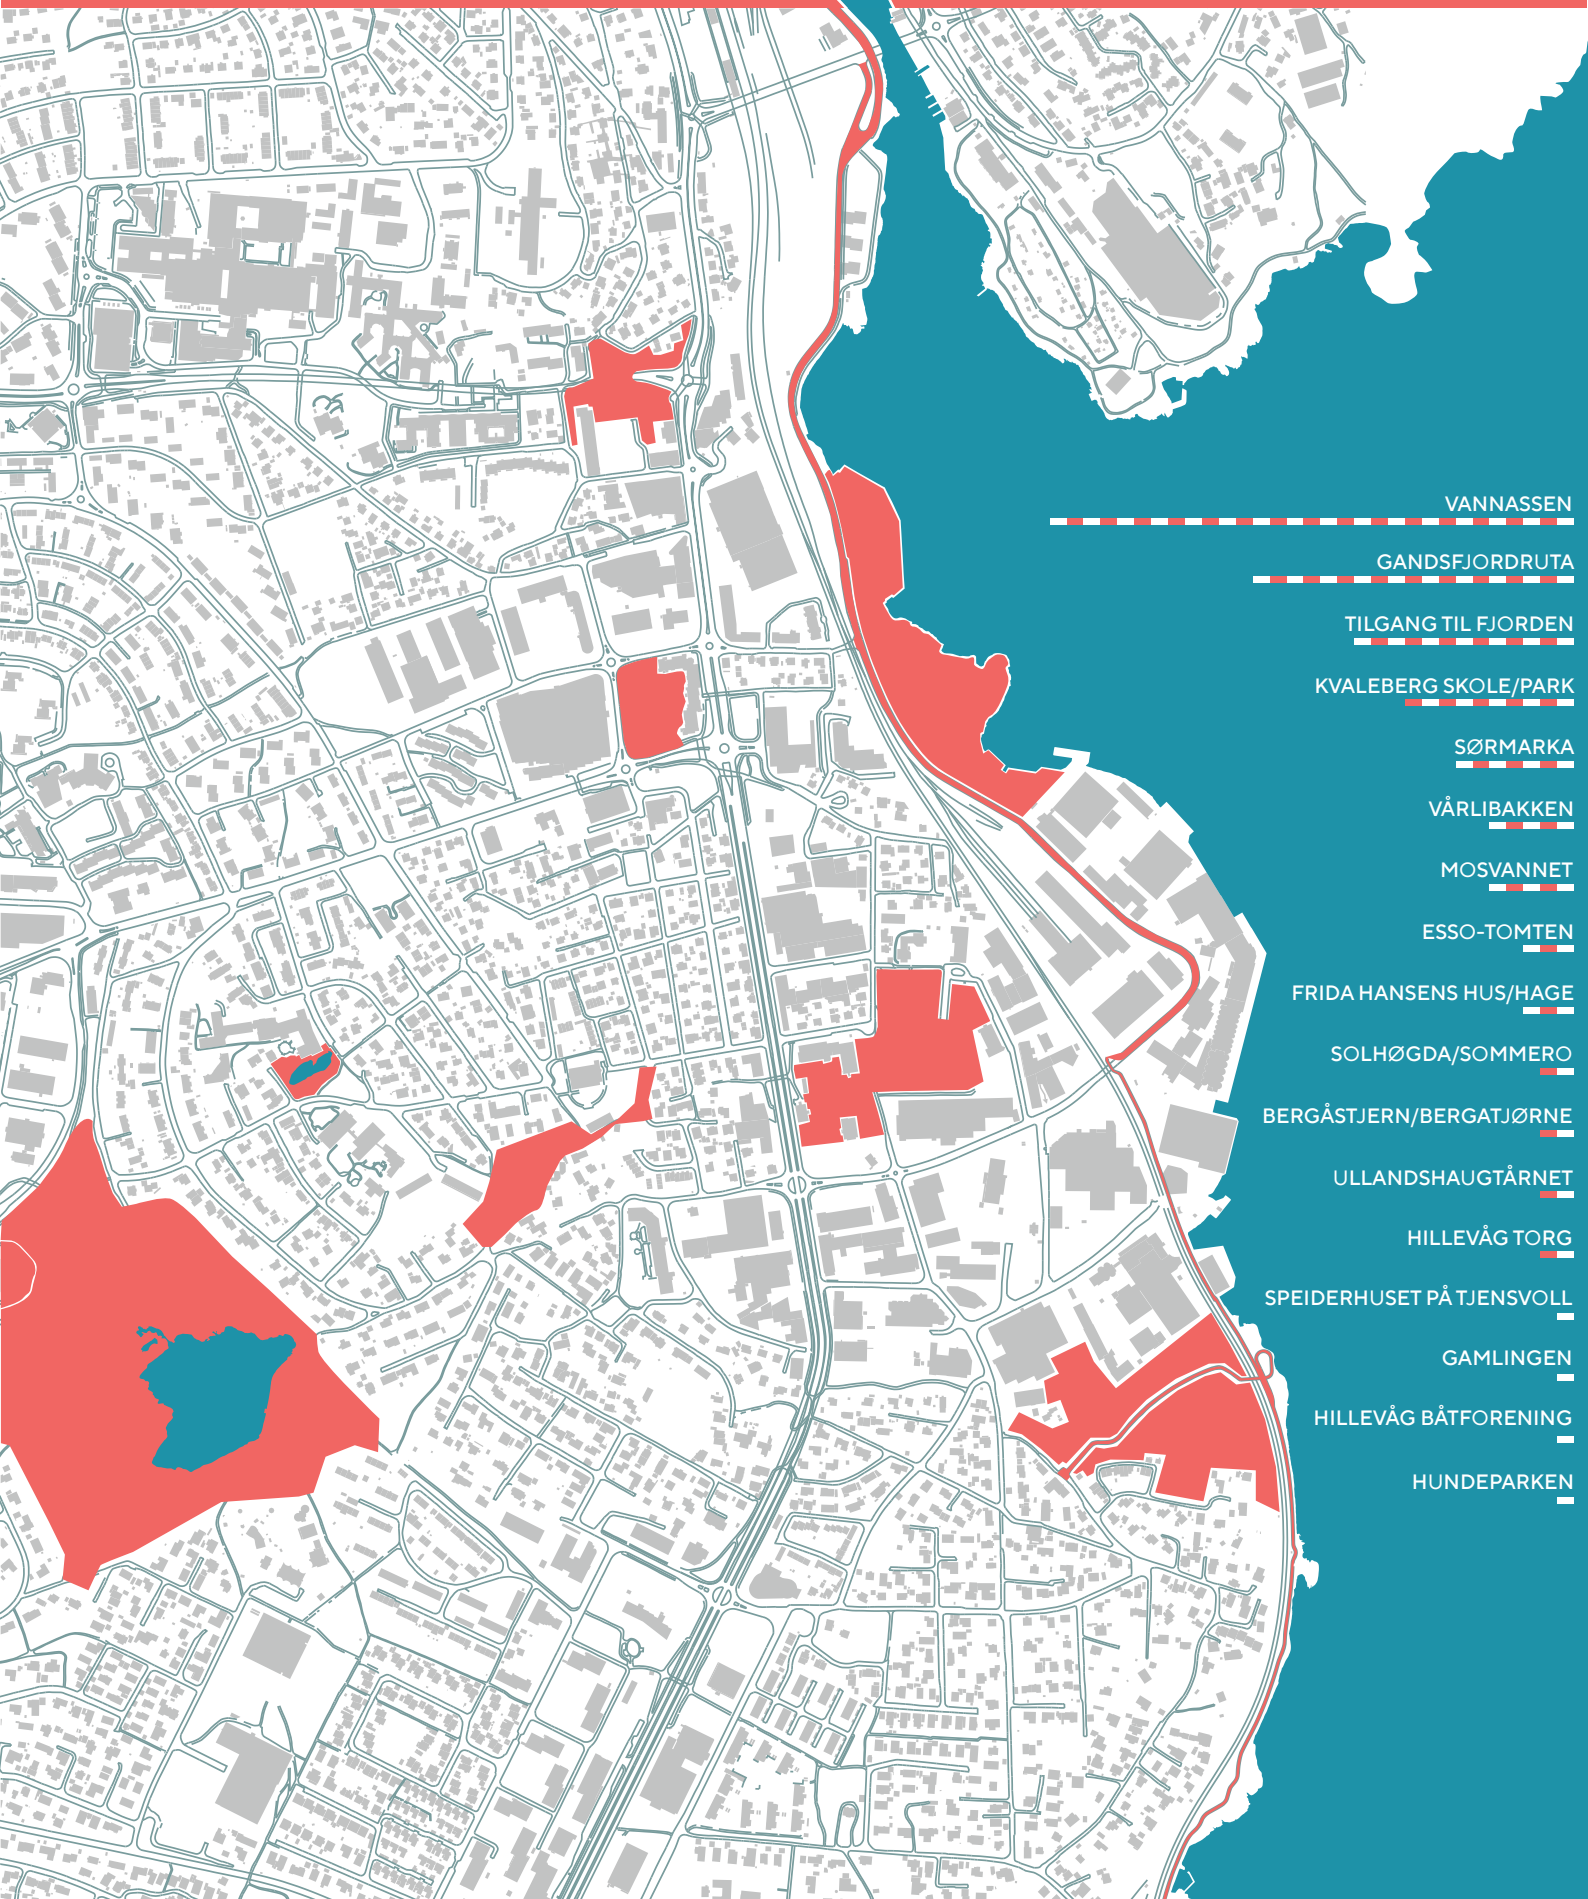 VANNASSEN
GANDSFJORDRUTA
TILGANG TIL FJORDEN
KVALEBERG SKOLE/PARK
SØRMARKA
VÅRLIBAKKEN
MOSVANNET
ESSO-TOMTEN
FRIDA HANSENS HUS/HAGE
SOLHØGDA/SOMMERO
BERGÅSTJERN/BERGATJØRNE
ULLANDSHAUGTÅRNET
HILLEVÅG TORG
SPEIDERHUSET PÅ TJENSVOLL
GAMLINGEN
HILLEVÅG BÅTFORENING
HUNDEPARKEN